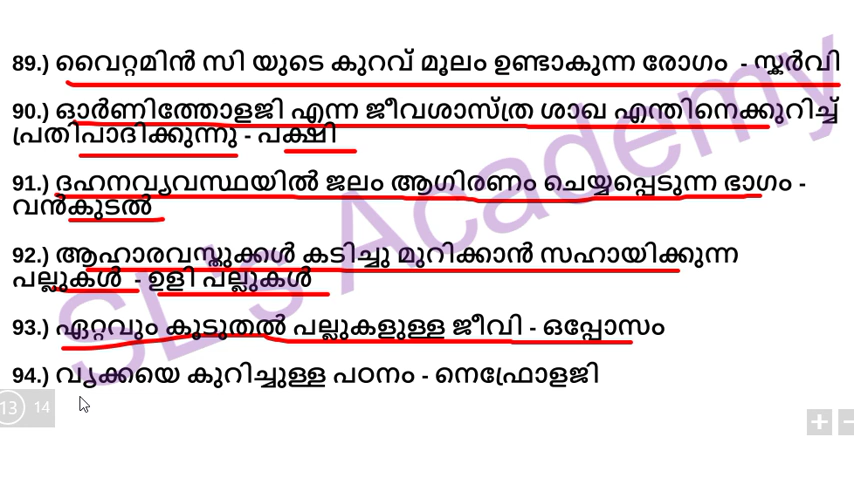 89.) വൈറ്റമിൻ സി യുടെ കുറവ് മൂലം ഉണ്ടാകുന്ന രോഗം - സ്കർവി
90.) ഓർണിത്തോളജി എന്ന ജീവശാസ്ത്ര ശാഖ എന്തിനെക്കുറിച്ച്
പ്രതിപാദിക്കുന്നു - പക്ഷി
91.) ദഹനവ്യവസ്ഥയിൽ ജലം ആഗിരണം ചെയ്യപ്പെടുന്ന ഭാഗം -
വൻകുടൽ
92.) ആഹാരവസ്തുക്കൾ കടിച്ചു മുറിക്കാൻ സഹായിക്കുന്ന
പല്ലുകൾ - ഉളി പല്ലുകൾ
93.) ഏറ്റവും കൂടുതൽ പല്ലുകളുള്ള ജീവി - ഒപ്പോസം
94.) വൃക്കയെ കുറിച്ചുള്ള പഠനം - നെഫ്രോളജി
SL's Academy
13 14